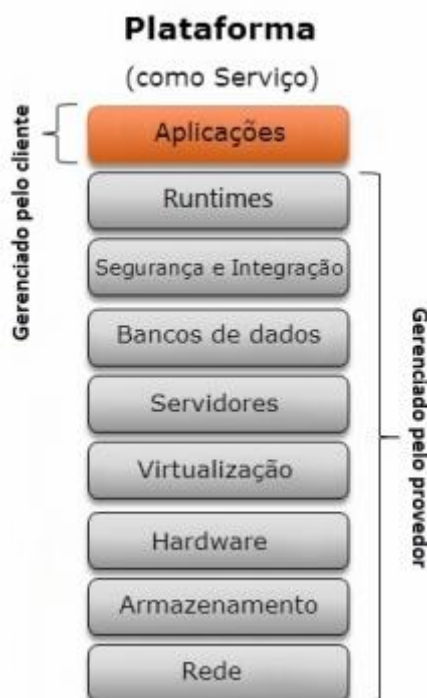 Plataforma
(como Serviço)
Gerenciado pelo cliente
Aplicações
Runtimes
Segurança e Integração
Bancos de dados
Servidores
Virtualização
Hardware
Armazenamento
Rede
Gerenciado pelo provedor